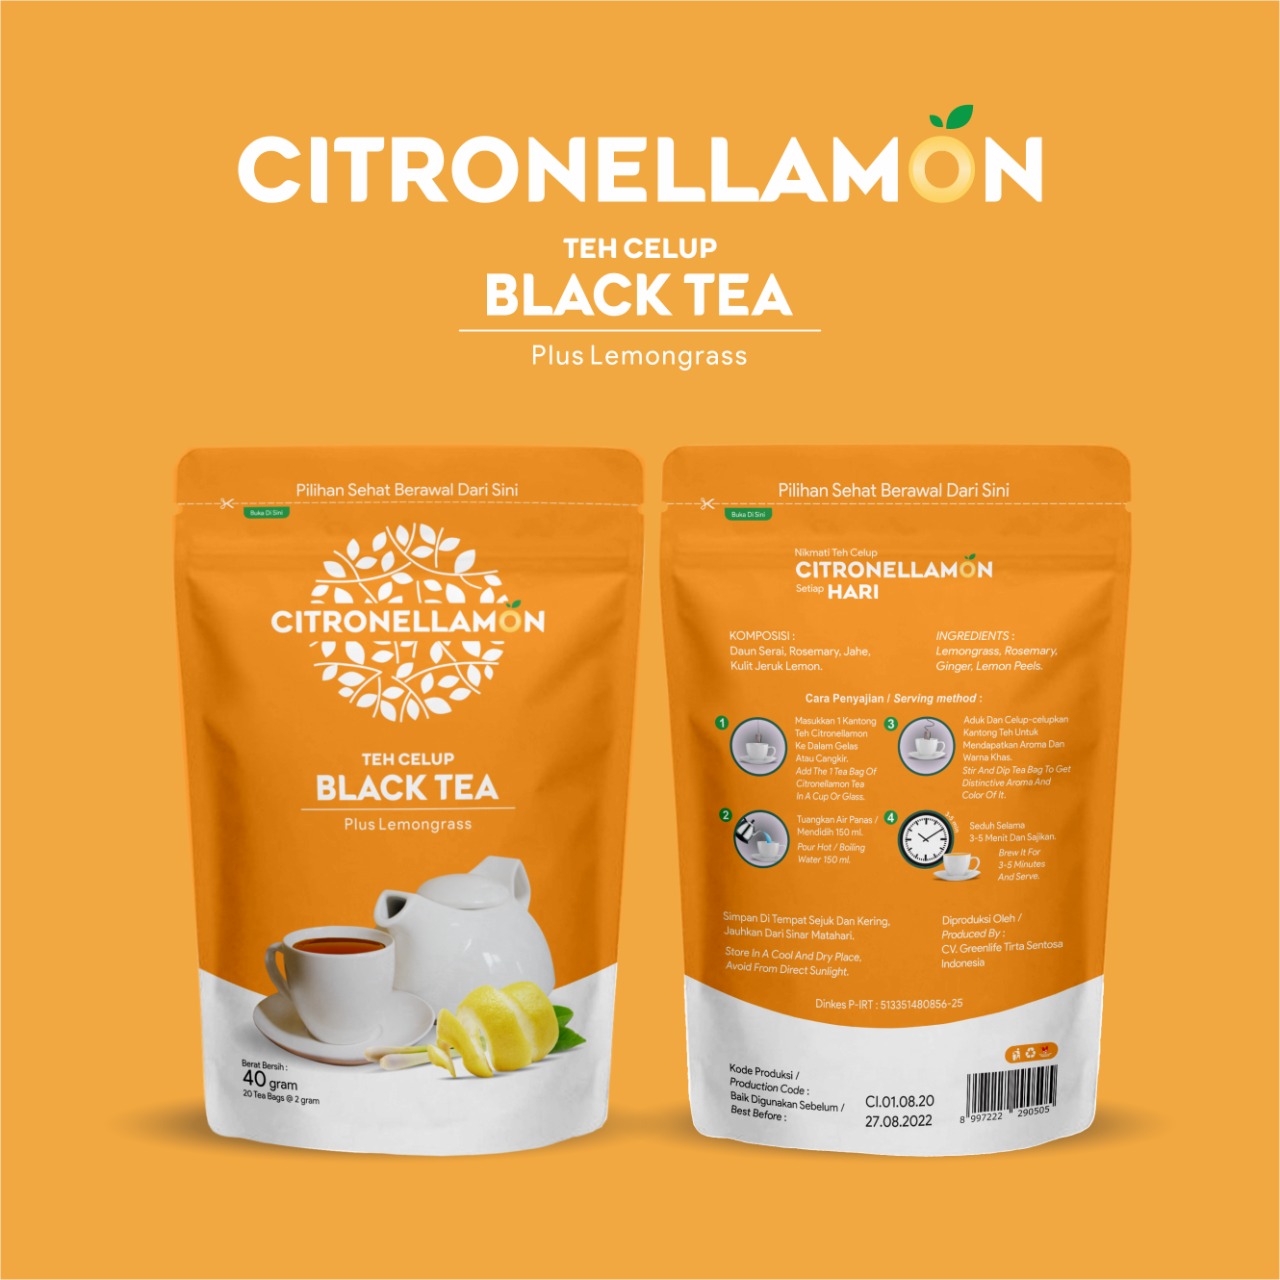 CITRONELLAMON
TEH CELUP
BLACK TEA
Plus Lemongrass
Pilihan Sehat Berawal Dari Sini
Buka Di Sini
CITRONELLAMON
TEH CELUP
BLACK TEA
Plus Lemongrass
Berat Bersih :
40 gram
20 Tea Bags @ 2 gram
Pilihan Sehat Berawal Dari Sini
Buka Di Sini
Nikmati Teh Celup
CITRONELLAMON
Setiap HARI
KOMPOSISI :
Daun Serai, Rosemary, Jahe,
Kulit Jeruk Lemon.
INGREDIENTS :
Lemongrass, Rosemary,
Ginger, Lemon Peels.
Cara Penyajian / Serving method :
1
Masukkan 1 Kantong
Teh Citronellamon
Ke Dalam Gelas
Atau Cangkir.
Add The 1 Tea Bag Of
Citronellamon Tea
In A Cup Or Glass.
2
Tuangkan Air Panas /
Mendidih 150 ml.
Pour Hot / Boiling
Water 150 ml.
3
Aduk Dan Celup-celupkan
Kantong Teh Untuk
Mendapatkan Aroma Dan
Warna Khas.
Stir And Dip Tea Bag To Get
Distinctive Aroma And
Color Of It.
4
3-5 min
Seduh Selama
3-5 Menit Dan Sajikan.
Brew It For
3-5 Minutes
And Serve.
Simpan Di Tempat Sejuk Dan Kering,
Jauhkan Dari Sinar Matahari.
Store In A Cool And Dry Place,
Avoid From Direct Sunlight.
Diproduksi Oleh /
Produced By :
CV. Greenlife Tirta Sentosa
Indonesia
Dinkes P-IRT : 513351480856-25
Kode Produksi /
Production Code :
Baik Digunakan Sebelum /
Best Before :
CI.01.08.20
27.08.2022
8 997222 290505